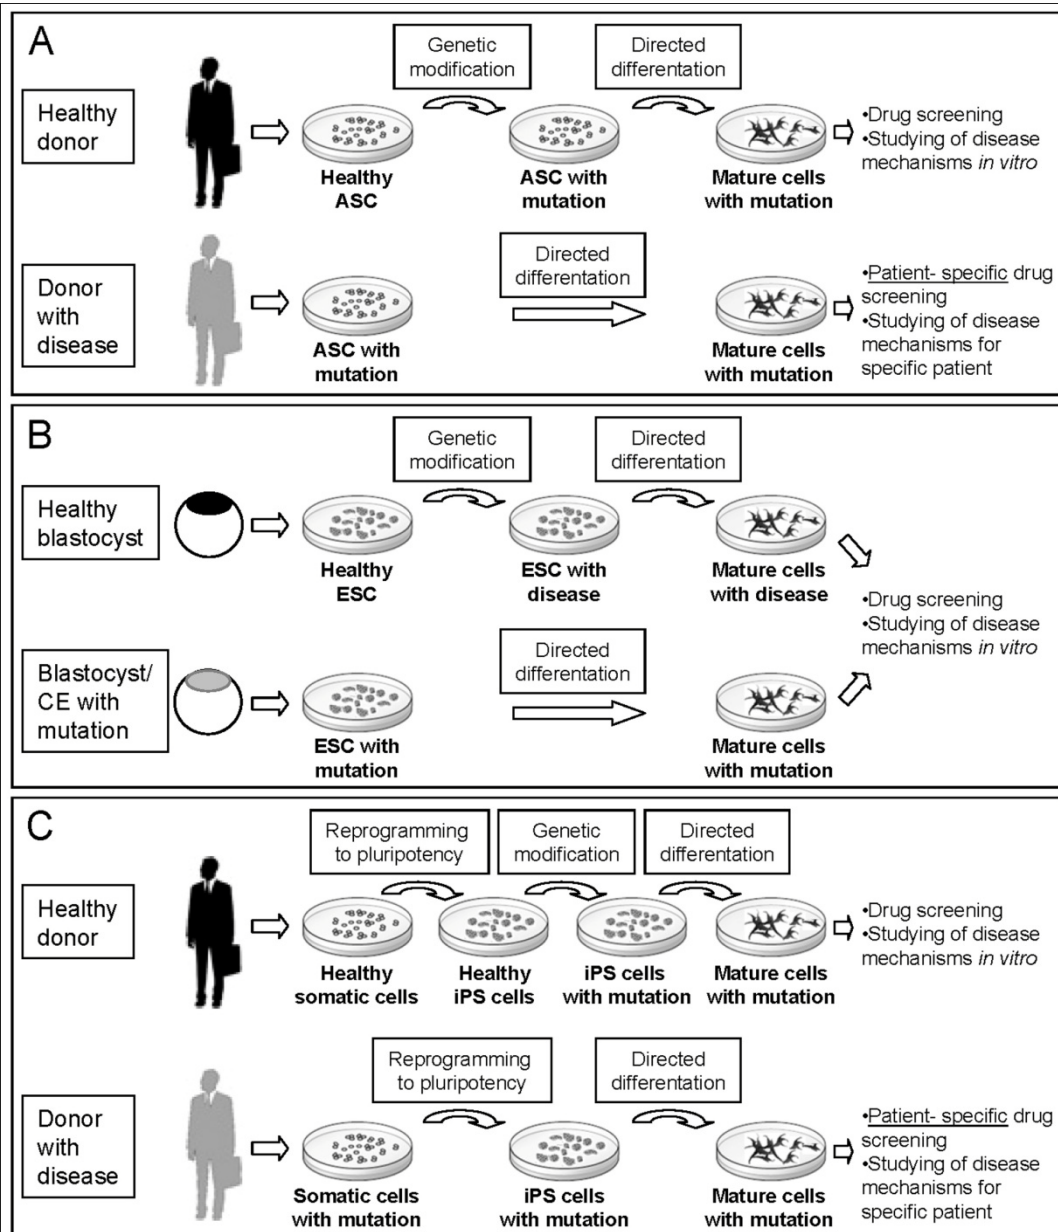 A
Genetic
modification
Directed
differentation
Healthy
donor
Healthy
ASC
ASC with
mutation
Mature cells
with mutation
•Drug screening
•Studying of disease
mechanisms in vitro
Donor
with
disease
Directed
differentation
ASC with
mutation
Mature cells
with mutation
•Patient- specific drug
screening
•Studying of disease
mechanisms for
specific patient
B
Genetic
modification
Directed
differentation
Healthy
blastocyst
Healthy
ESC
ESC with
disease
Mature cells
with disease
•Drug screening
•Studying of disease
mechanisms in vitro
Blastocyst/
CE with
mutation
Directed
differentation
ESC with
mutation
Mature cells
with mutation
C
Reprogramming
to pluripotency
Genetic
modification
Directed
differentation
Healthy
donor
Healthy
somatic cells
Healthy
iPS cells
iPS cells
with mutation
Mature cells
with mutation
•Drug screening
•Studying of disease
mechanisms in vitro
Reprogramming
to pluripotency
Directed
differentation
Donor
with
disease
Somatic cells
with mutation
iPS cells
with mutation
Mature cells
with mutation
•Patient- specific drug
screening
•Studying of disease
mechanisms for
specific patient